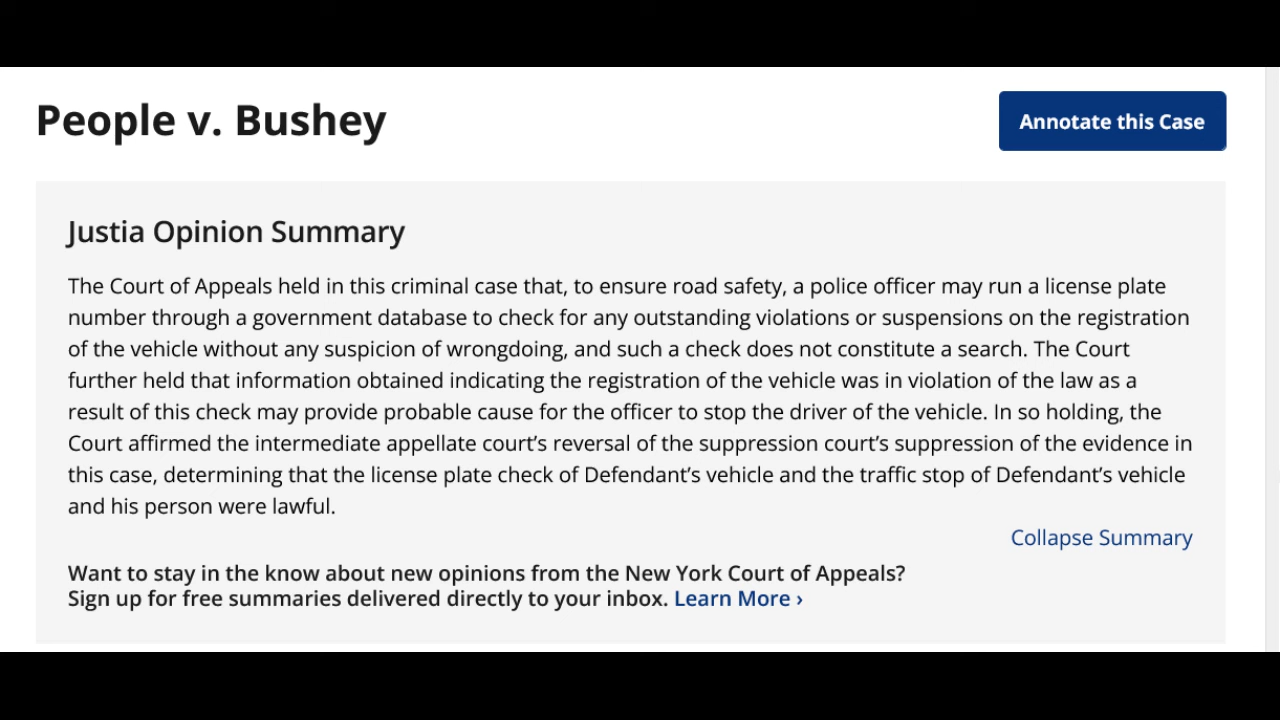 People v. Bushey
Annotate this Case
Justia Opinion Summary
The Court of Appeals held in this criminal case that, to ensure road safety, a police officer may run a license plate
number through a government database to check for any outstanding violations or suspensions on the registration
of the vehicle without any suspicion of wrongdoing, and such a check does not constitute a search. The Court
further held that information obtained indicating the registration of the vehicle was in violation of the law as a
result of this check may provide probable cause for the officer to stop the driver of the vehicle. In so holding, the
Court affirmed the intermediate appellate court’s reversal of the suppression court’s suppression of the evidence in
this case, determining that the license plate check of Defendant’s vehicle and the traffic stop of Defendant’s vehicle
and his person were lawful.
Collapse Summary
Want to stay in the know about new opinions from the New York Court of Appeals?
Sign up for free summaries delivered directly to your inbox. Learn More ›